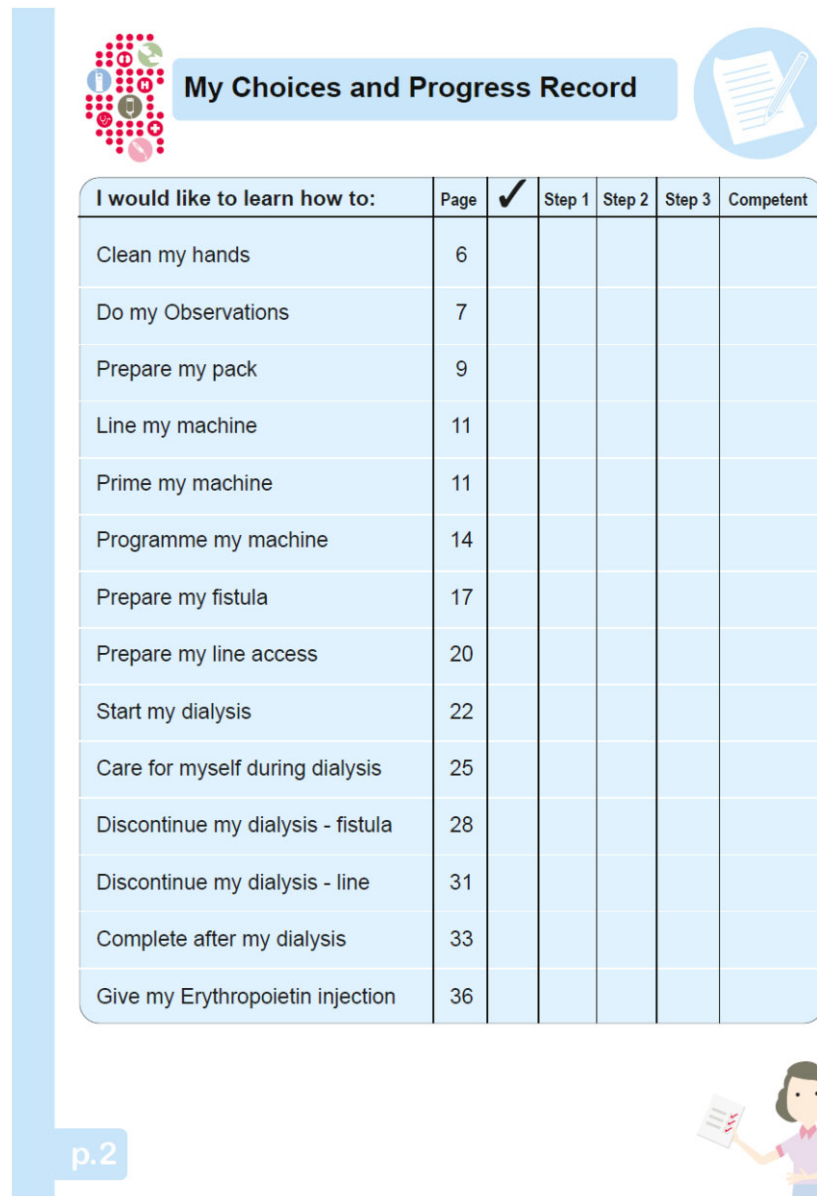 My Choices and Progress Record
I would like to learn how to: Page ✓ Step 1 Step 2 Step 3 Competent
Clean my hands 6
Do my Observations 7
Prepare my pack 9
Line my machine 11
Prime my machine 11
Programme my machine 14
Prepare my fistula 17
Prepare my line access 20
Start my dialysis 22
Care for myself during dialysis 25
Discontinue my dialysis - fistula 28
Discontinue my dialysis - line 31
Complete after my dialysis 33
Give my Erythropoietin injection 36
p.2